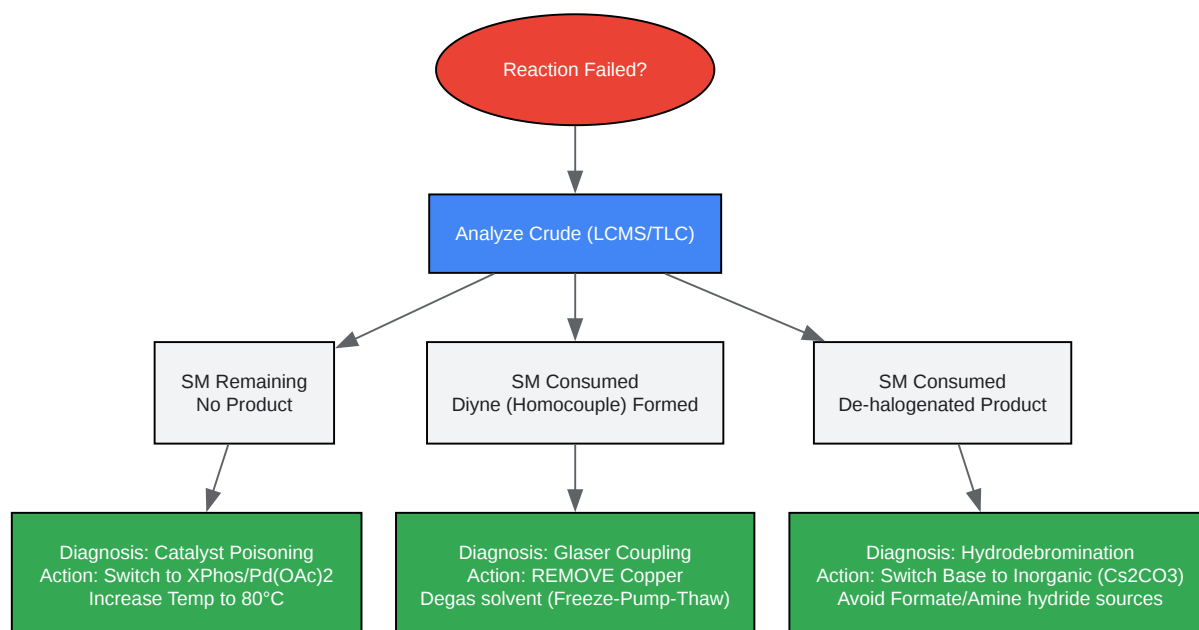 Reaction Failed?
Analyze Crude (LCMS/TLC)
SM Remaining
No Product
SM Consumed
Diyne (Homocouple) Formed
SM Consumed
De-halogenated Product
Diagnosis: Catalyst Poisoning
Action: Switch to XPhos/Pd(OAc)2
Increase Temp to 80°C
Diagnosis: Glaser Coupling
Action: REMOVE Copper
Degas solvent (Freeze-Pump-Thaw)
Diagnosis: Hydrodebromination
Action: Switch Base to Inorganic (Cs2CO3)
Avoid Formate/Amine hydride sources